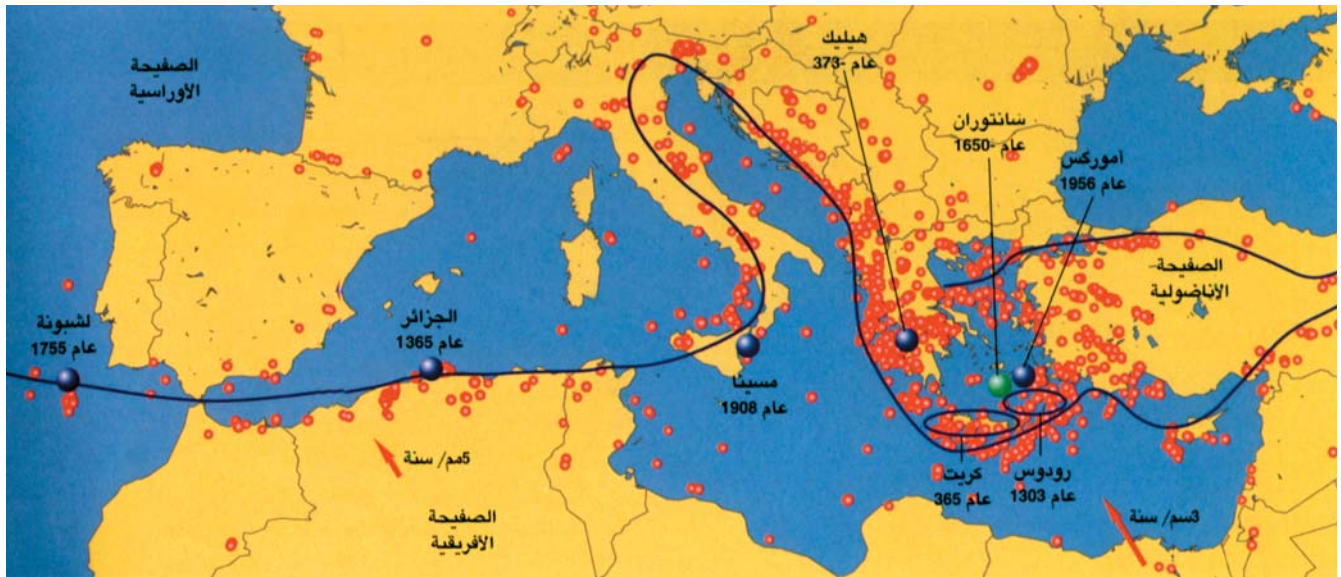 الصفيحة
الأوراسية
هيليك
عام -373
سانتوران
عام -1650
أموركس
عام 1956
الصفيحة
الأناضولية
لشبونة
عام 1755
الجزائر
عام 1365
مسينا
عام 1908
كريت
عام 365
رودوس
عام 1303
5مم/ سنة
3سم/ سنة
الصفيحة
الأفريقية